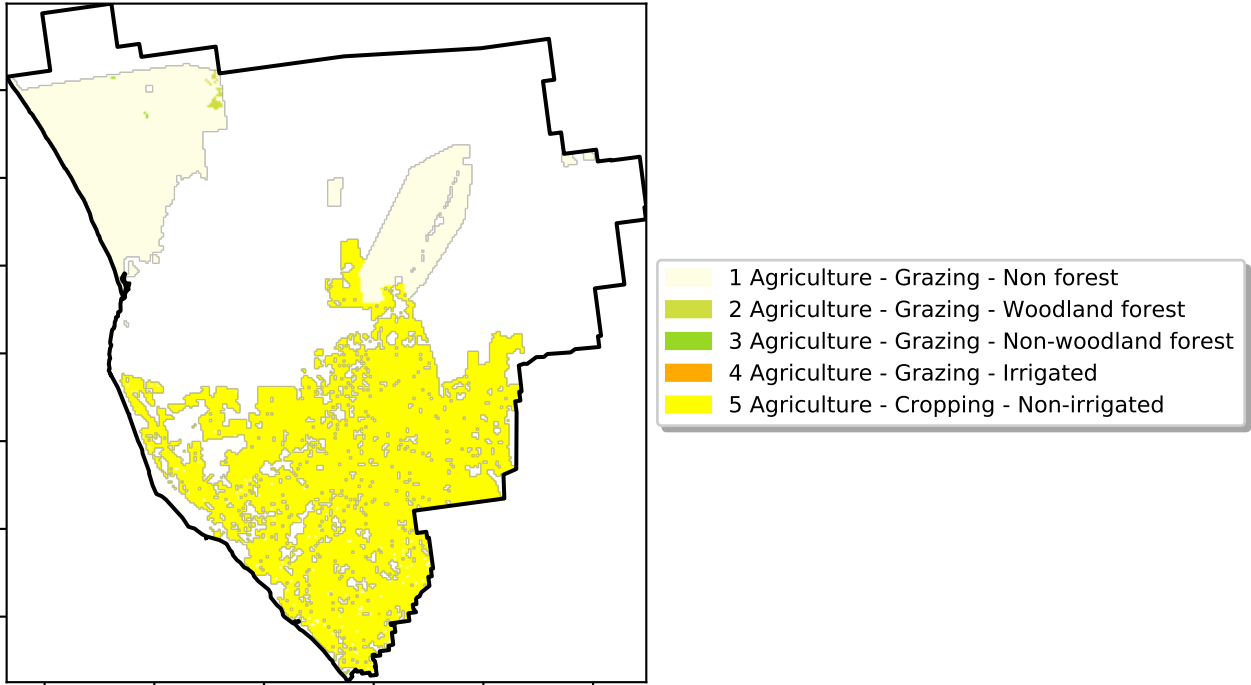 1 Agriculture - Grazing - Non forest
2 Agriculture - Grazing - Woodland forest
3 Agriculture - Grazing - Non-woodland forest
4 Agriculture - Grazing - Irrigated
5 Agriculture - Cropping - Non-irrigated